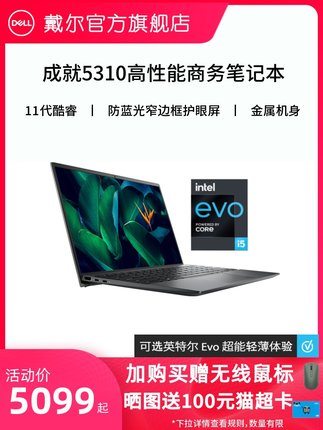 DELL 戴尔官方旗舰店
成就5310高性能商务笔记本
11代酷睿 | 防蓝光窄边框护眼屏 | 金属机身
intel
evo
POWERED BY
CORE
i5
可选英特尔 Evo 超能轻薄体验
活动价
5099起
加购买赠无线鼠标
晒图送100元猫超卡
*下拉详情查看规则,数量有限